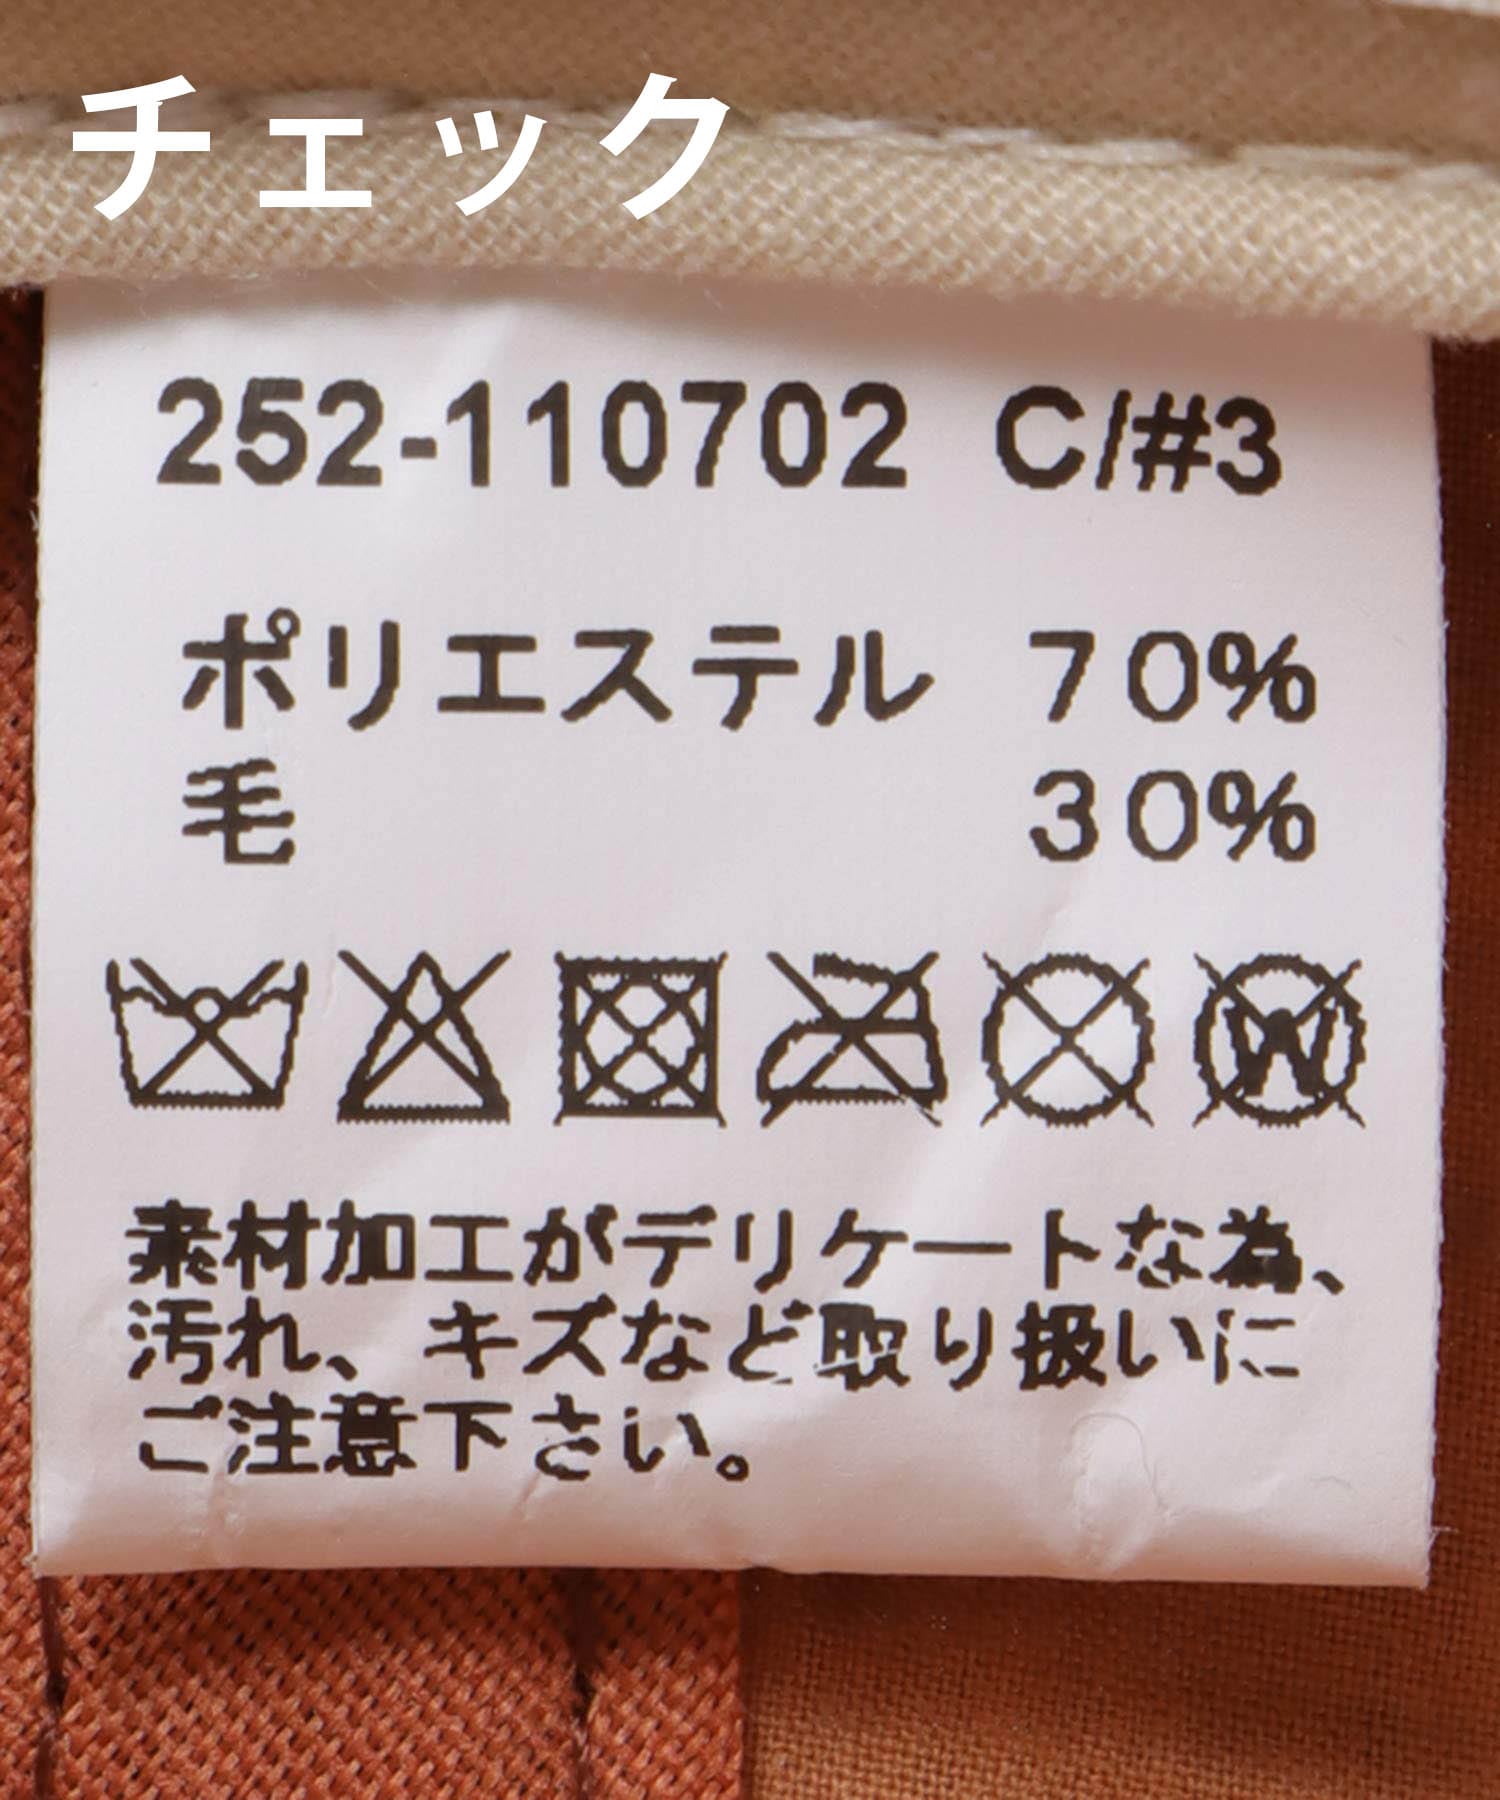 チェック
252-110702 C/#3
ポリエステル 70%
毛 30%
W
素材加工がデリケートな為、
汚れ、キズなど取り扱いに
ご注意下さい。